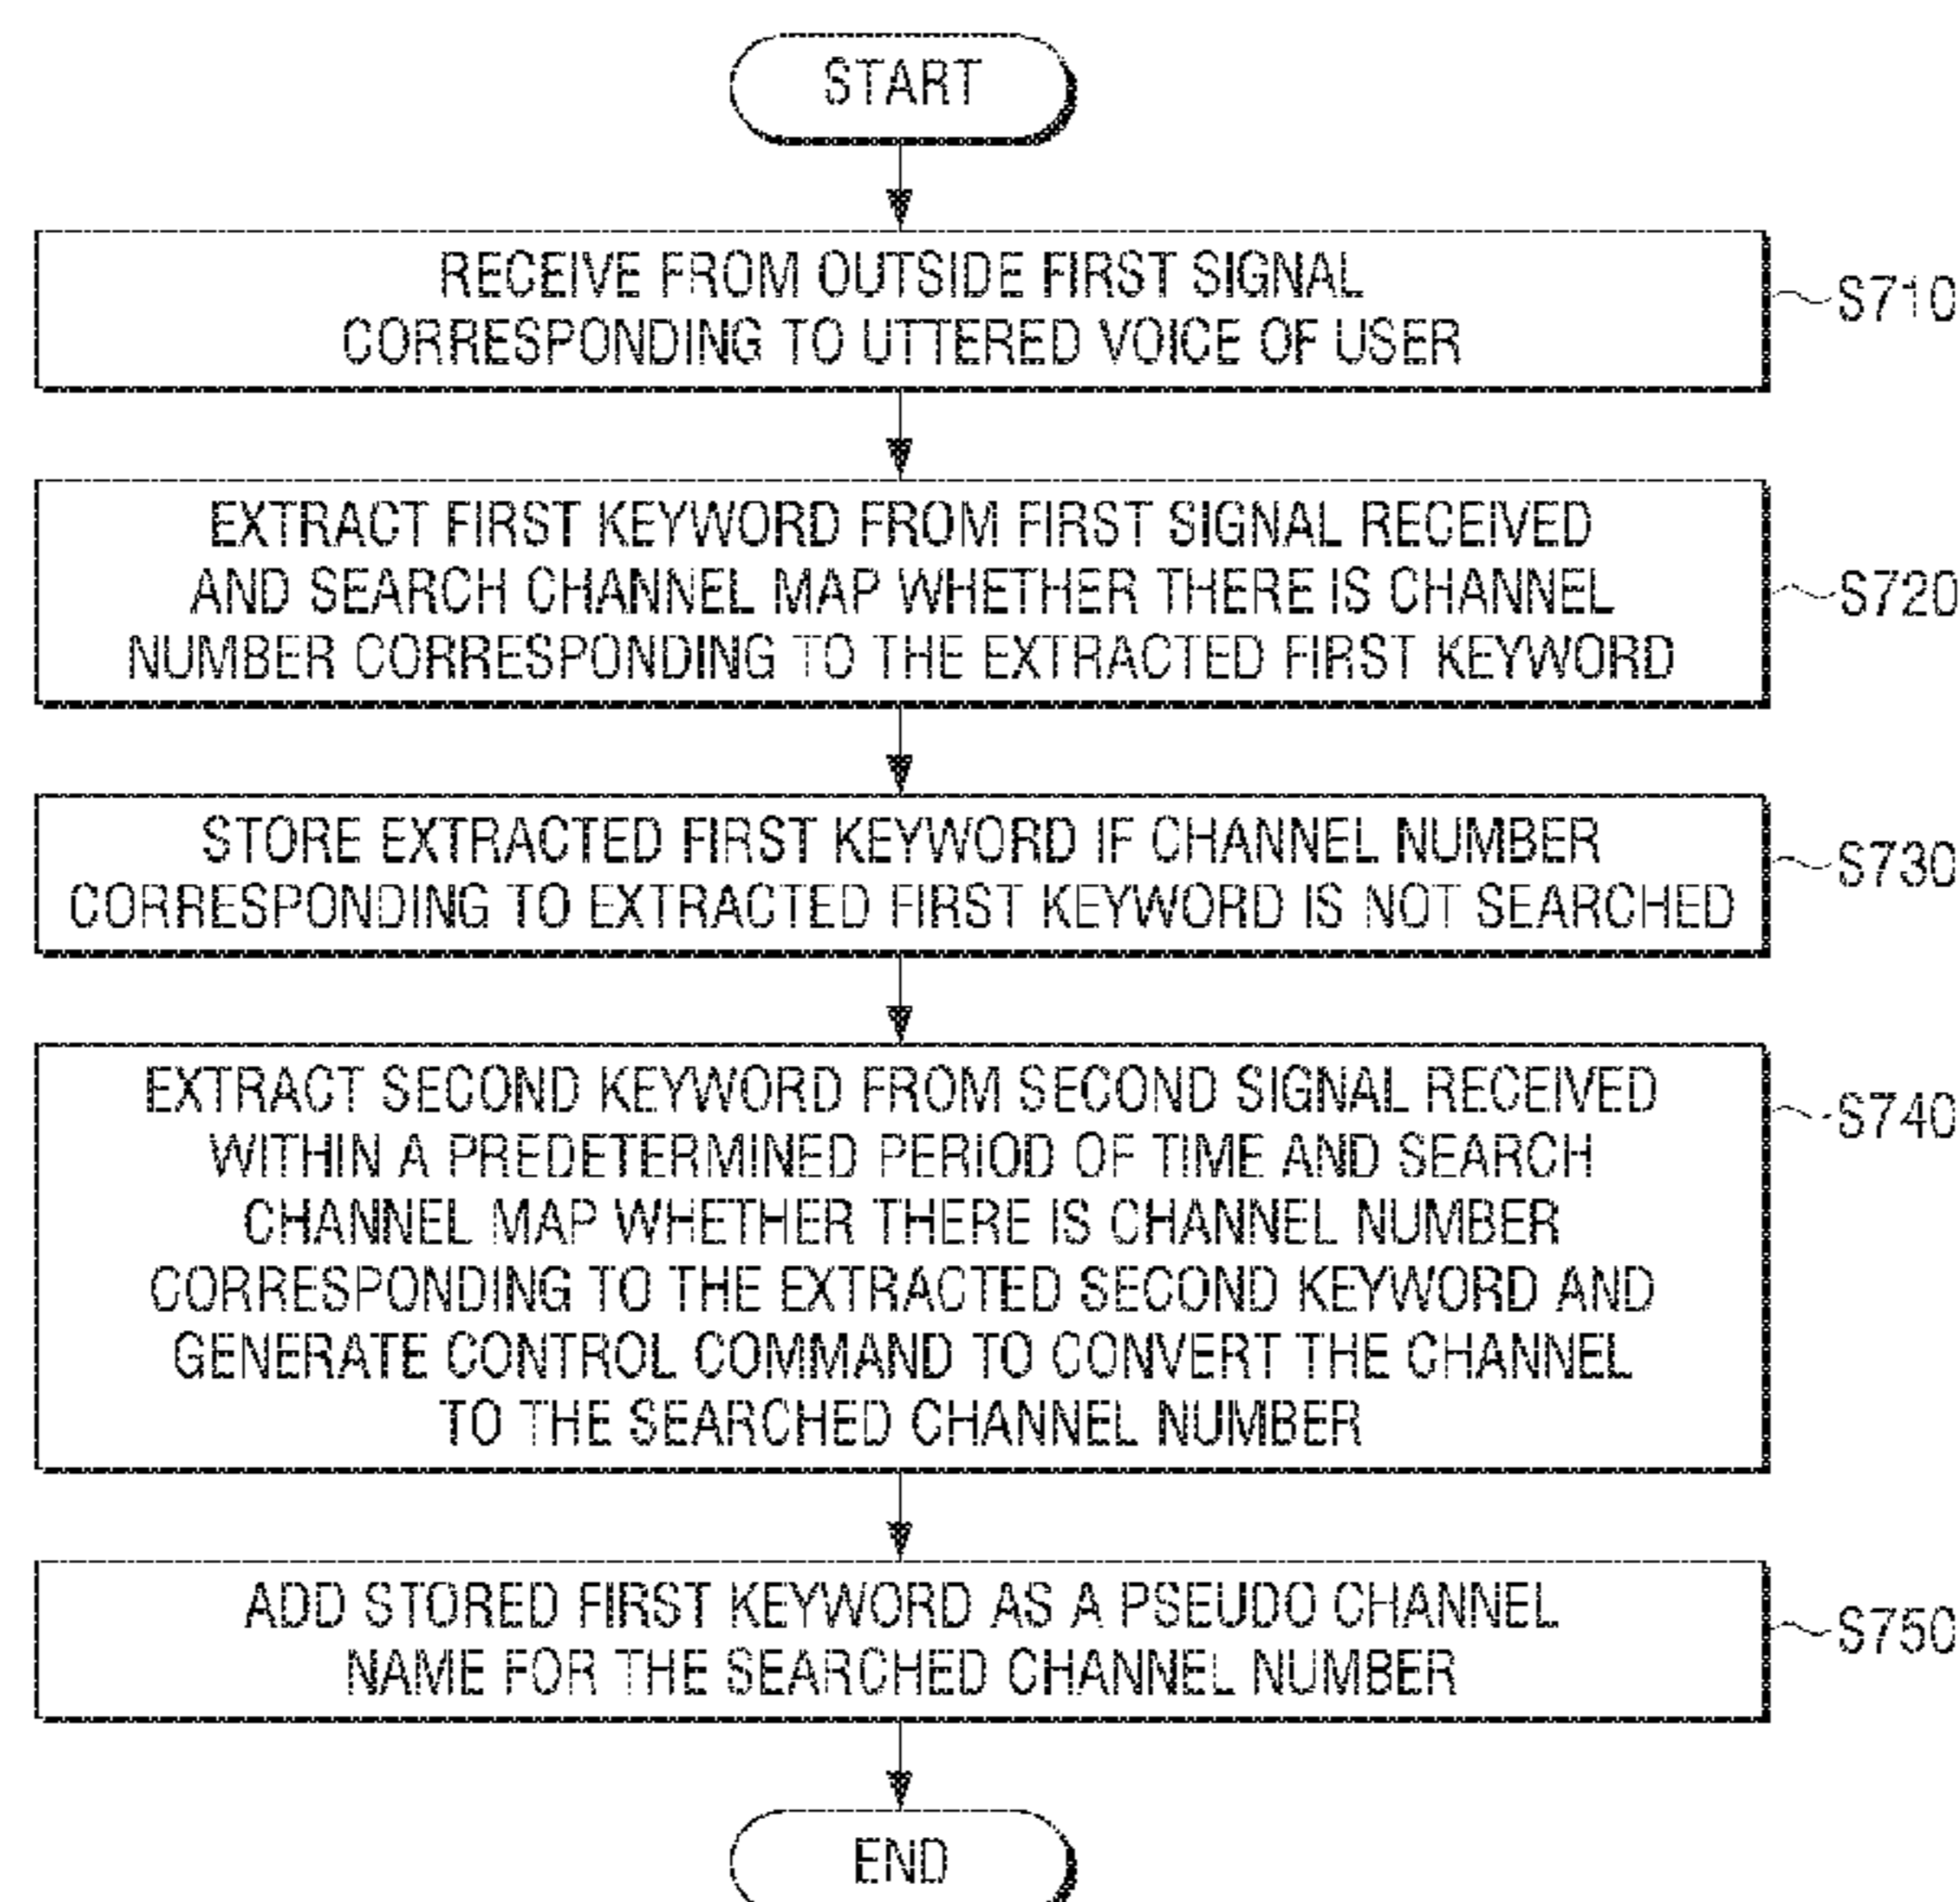 START
RECEIVE FROM OUTSIDE FIRST SIGNAL
CORRESPONDING TO UTTERED VOICE OF USER
S710
EXTRACT FIRST KEYWORD FROM FIRST SIGNAL RECEIVED
AND SEARCH CHANNEL MAP WHETHER THERE IS CHANNEL
NUMBER CORRESPONDING TO THE EXTRACTED FIRST KEYWORD
S720
STORE EXTRACTED FIRST KEYWORD IF CHANNEL NUMBER
CORRESPONDING TO EXTRACTED FIRST KEYWORD IS NOT SEARCHED
S730
EXTRACT SECOND KEYWORD FROM SECOND SIGNAL RECEIVED
WITHIN A PREDETERMINED PERIOD OF TIME AND SEARCH
CHANNEL MAP WHETHER THERE IS CHANNEL NUMBER
CORRESPONDING TO THE EXTRACTED SECOND KEYWORD AND
GENERATE CONTROL COMMAND TO CONVERT THE CHANNEL
TO THE SEARCHED CHANNEL NUMBER
S740
ADD STORED FIRST KEYWORD AS A PSEUDO CHANNEL
NAME FOR THE SEARCHED CHANNEL NUMBER
S750
END